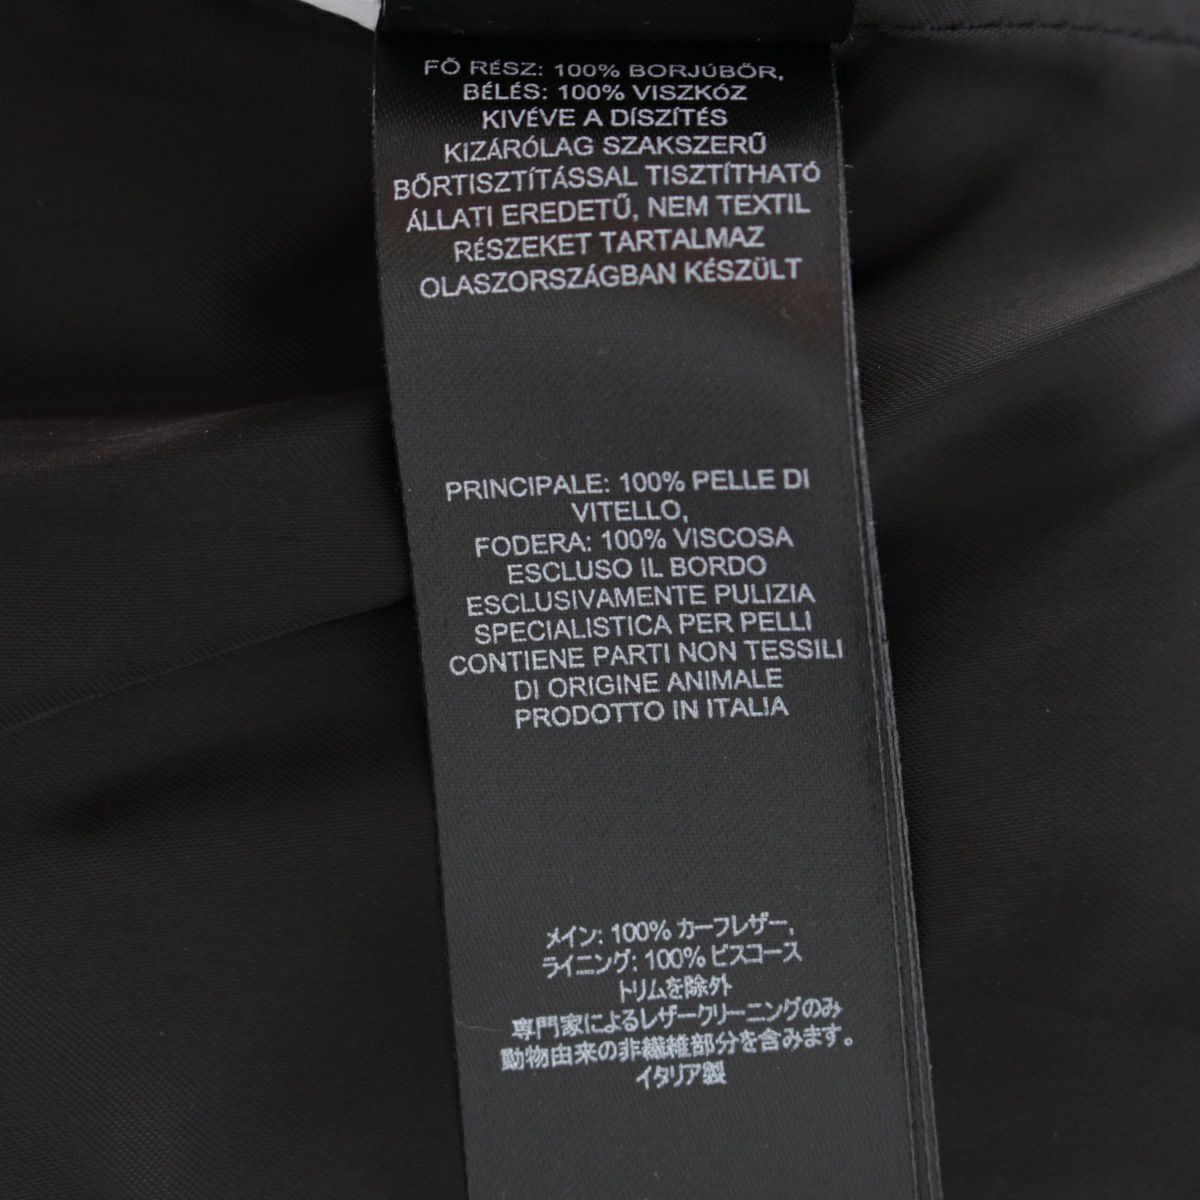 FŐ RÉSZ: 100% BORJÚBŐR,
BÉLÉS: 100% VISZKÓZ
KIVÉVE A DÍSZÍTÉS
KIZÁRÓLAG SZAKSZERŰ
BŐRTISZTÍTÁSSAL TISZTÍTHATÓ
ÁLLATI EREDETŰ, NEM TEXTIL
RÉSZEKET TARTALMAZ
OLASZORSZÁGBAN KÉSZÜLT
PRINCIPALE: 100% PELLE DI
VITELLO,
FODERA: 100% VISCOSA
ESCLUSO IL BORDO
ESCLUSIVAMENTE PULIZIA
SPECIALISTICA PER PELLI
CONTIENE PARTI NON TESSILI
DI ORIGINE ANIMALE
PRODOTTO IN ITALIA
メイン: 100% カーフレザー,
ライニング: 100% ビスコース
トリムを除外
専門家によるレザークリーニングのみ
動物由来の非繊維部分を含みます。
イタリア製